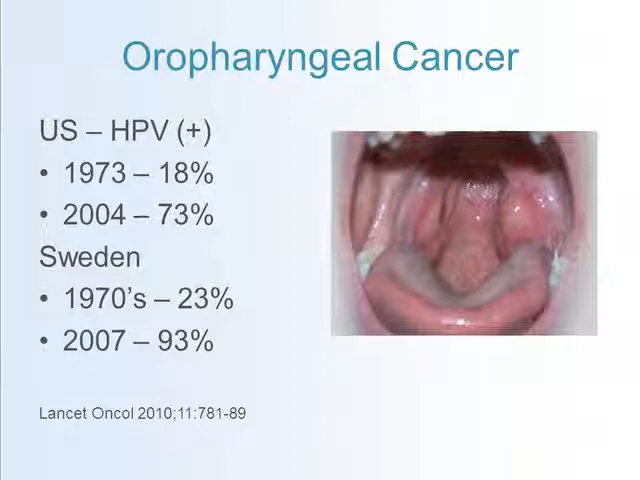 Oropharyngeal Cancer
US – HPV (+)
• 1973 – 18%
• 2004 – 73%
Sweden
• 1970's – 23%
• 2007 – 93%
Lancet Oncol 2010;11:781-89